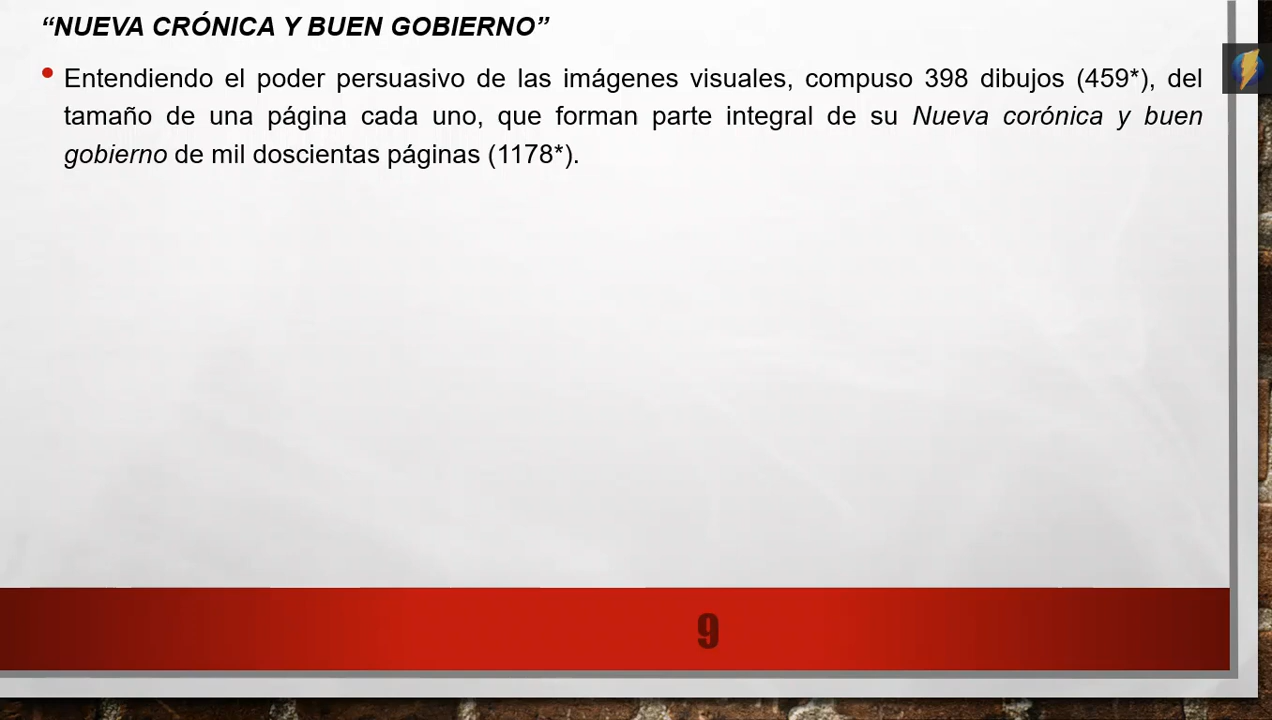 “NUEVA CRÓNICA Y BUEN GOBIERNO”
Entendiendo el poder persuasivo de las imágenes visuales, compuso 398 dibujos (459*), del
tamaño de una página cada uno, que forman parte integral de su Nueva corónica y buen
gobierno de mil doscientas páginas (1178*).
9